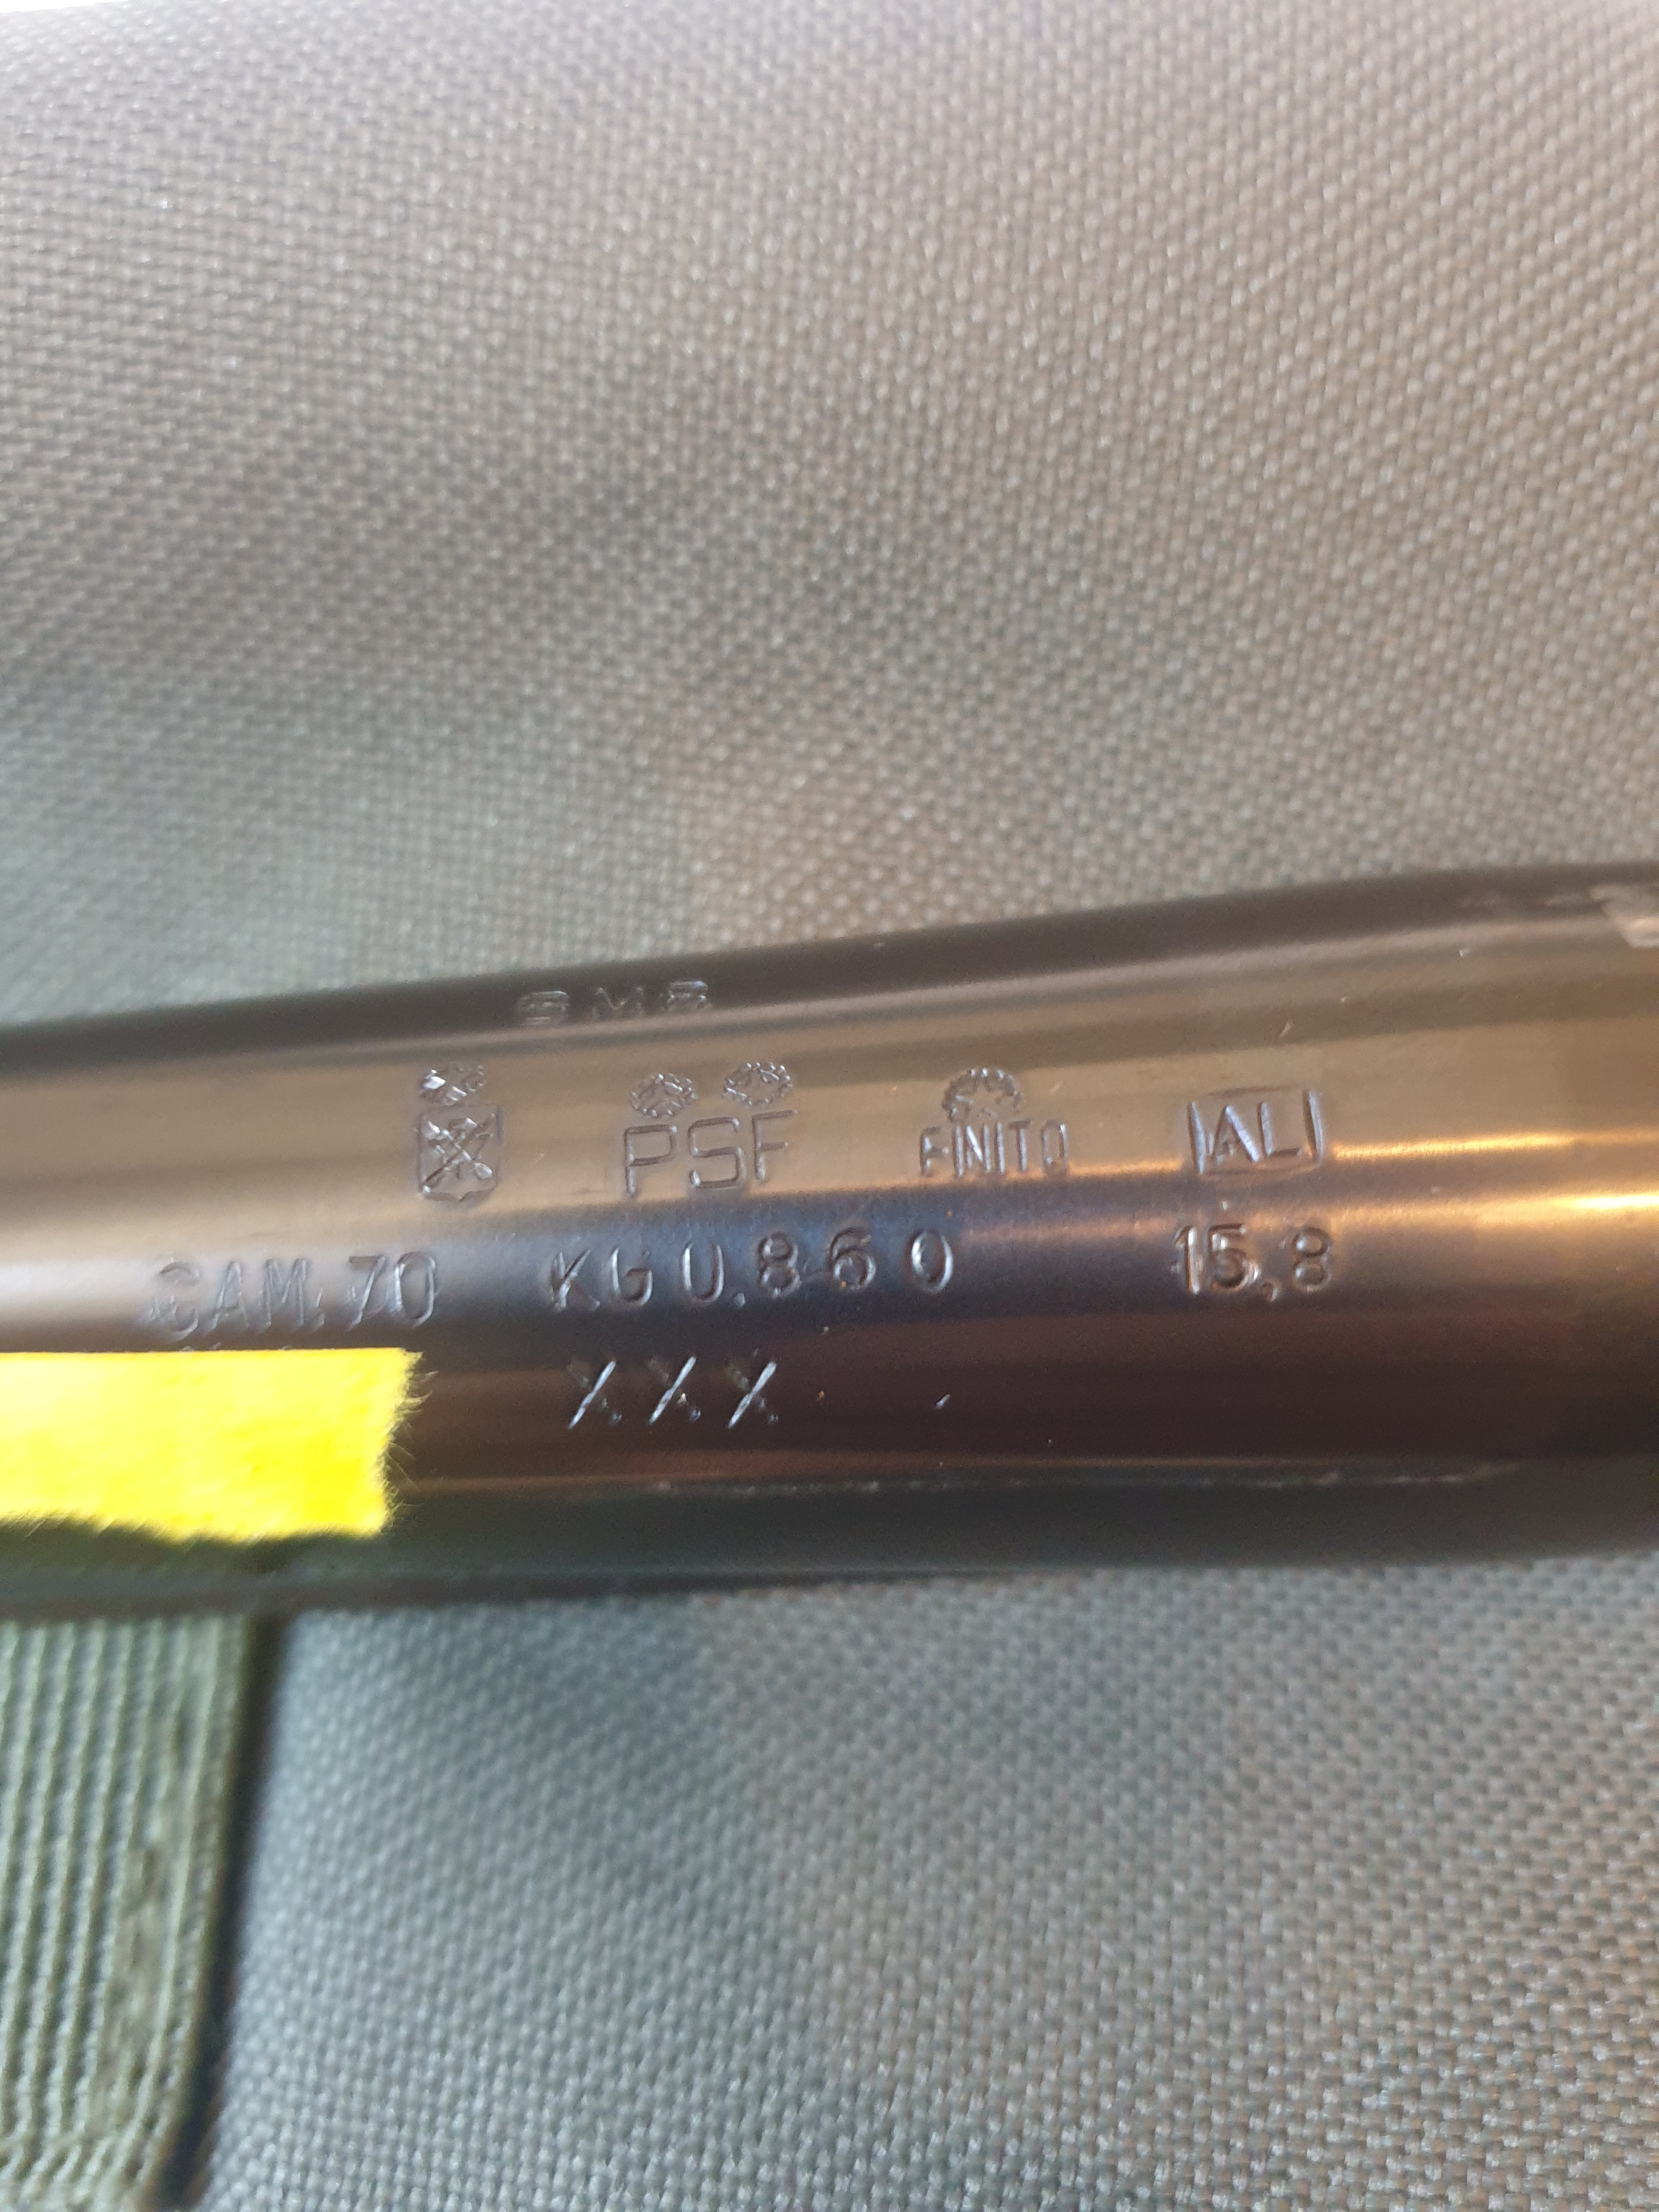 PSF FINITO AL
CAM.70 KG 0,860 15,8
XXX